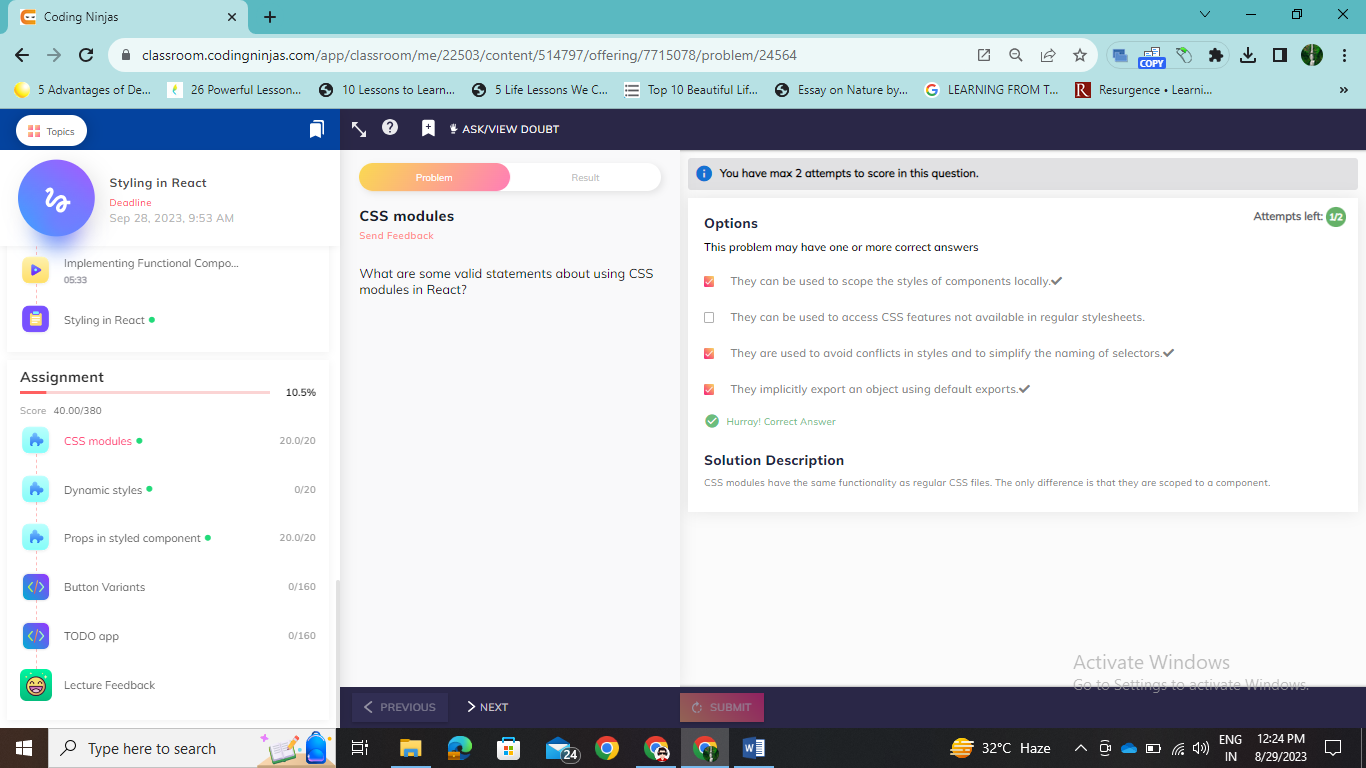 Coding Ninjas
classroom.codingninjas.com/app/classroom/me/22503/content/514797/offering/7715078/problem/24564
COPY
5 Advantages of De...
26 Powerful Lesson...
10 Lessons to Learn...
5 Life Lessons We C...
Top 10 Beautiful Lif...
Essay on Nature by...
LEARNING FROM T...
Resurgence • Learni...
Topics
ASK/VIEW DOUBT
Styling in React
Deadline
Sep 28, 2023, 9:53 AM
Implementing Functional Compo...
05:33
Styling in React
Assignment
10.5%
Score 40.00/380
CSS modules
20.0/20
Dynamic styles
0/20
Props in styled component
20.0/20
Button Variants
0/160
TODO app
0/160
Lecture Feedback
Problem
Result
CSS modules
Send Feedback
What are some valid statements about using CSS
modules in React?
You have max 2 attempts to score in this question.
Options
Attempts left: 1/2
This problem may have one or more correct answers
They can be used to scope the styles of components locally.
They can be used to access CSS features not available in regular stylesheets.
They are used to avoid conflicts in styles and to simplify the naming of selectors.
They implicitly export an object using default exports.
Hurray! Correct Answer
Solution Description
CSS modules have the same functionality as regular CSS files. The only difference is that they are scoped to a component.
Activate Windows
Go to Settings to activate Windows.
PREVIOUS
NEXT
SUBMIT
Type here to search
24
32°C Haze
ENG
IN
12:24 PM
8/29/2023